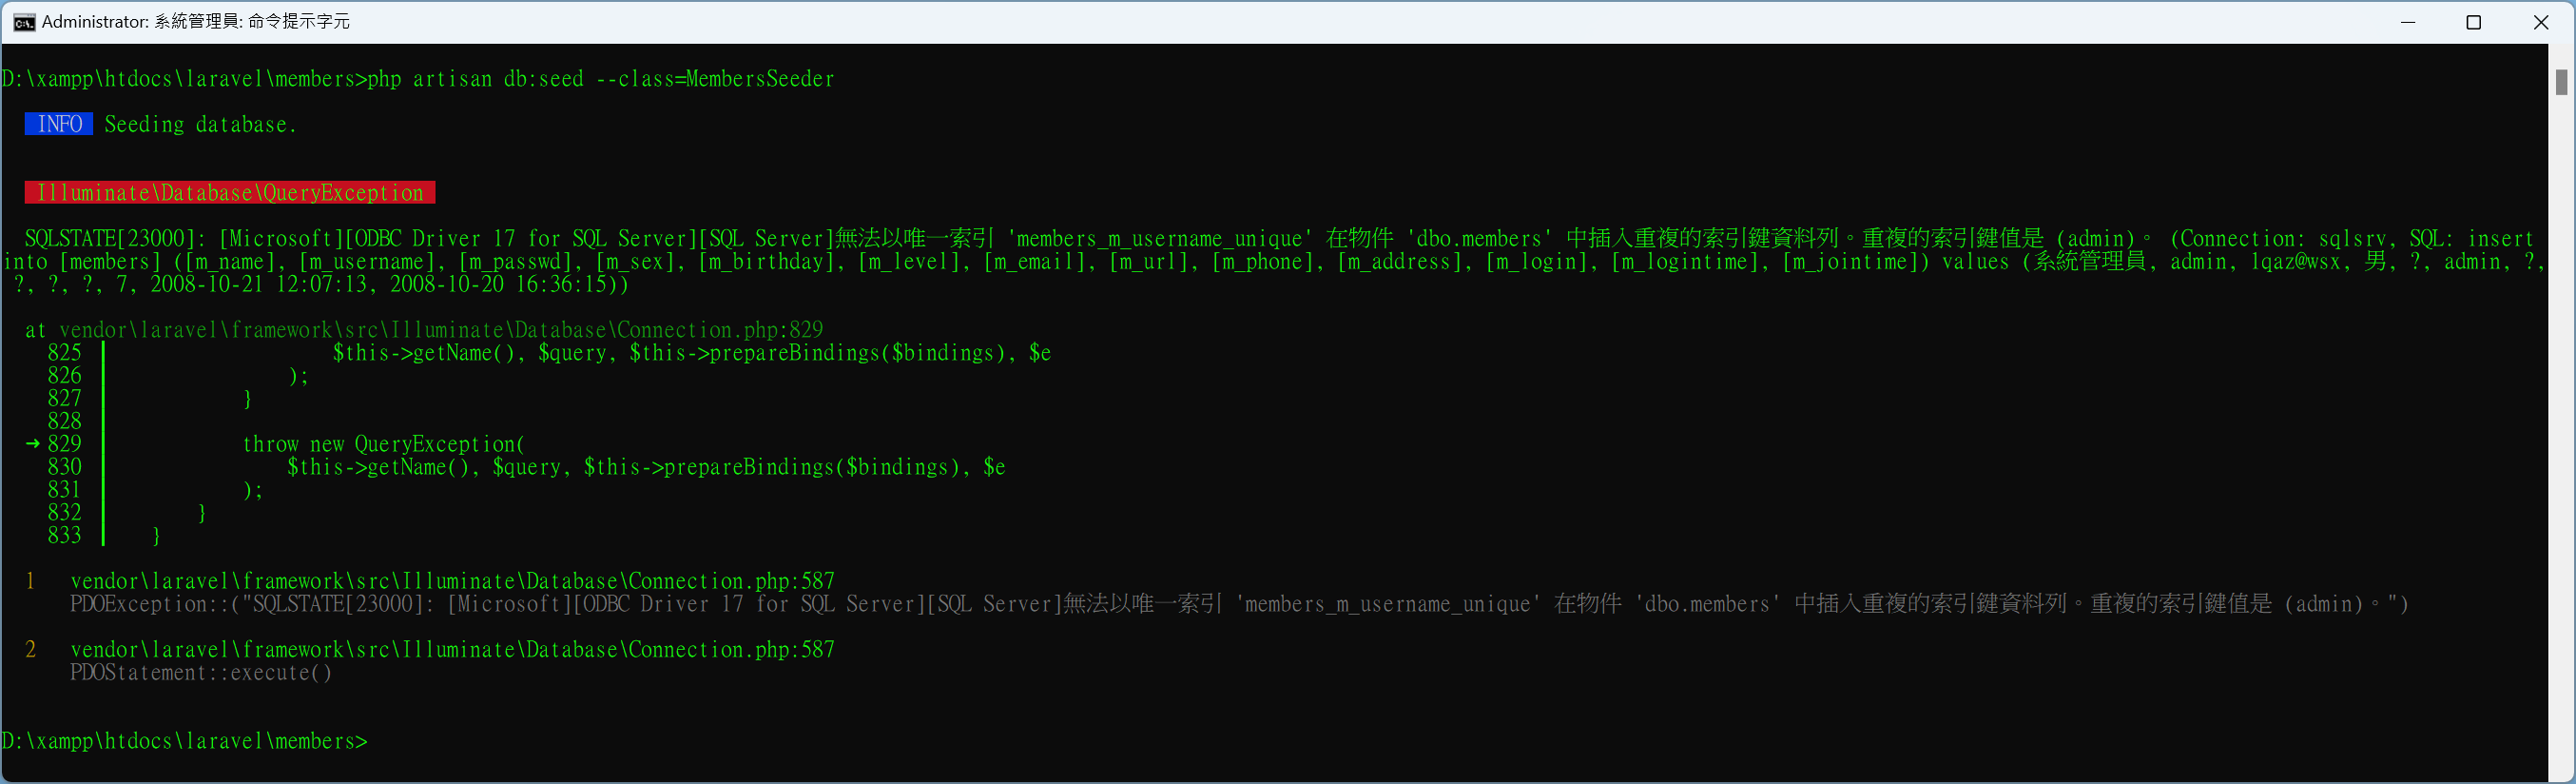 Administrator: 系統管理員: 命令提示字元
D:\xampp\htdocs\laravel\members>php artisan db:seed --class=MembersSeeder
INFO  Seeding database.
Illuminate\Database\QueryException
SQLSTATE[23000]: [Microsoft][ODBC Driver 17 for SQL Server][SQL Server]無法以唯一索引 'members_m_username_unique' 在物件 'dbo.members' 中插入重複的索引鍵資料列。重複的索引鍵值是 (admin)。 (Connection: sqlsrv, SQL: insert
into [members] ([m_name], [m_username], [m_passwd], [m_sex], [m_birthday], [m_level], [m_email], [m_url], [m_phone], [m_address], [m_login], [m_logintime], [m_jointime]) values (系統管理員, admin, 1qaz@wsx, 男, ?, admin, ?,
?, ?, ?, 7, 2008-10-21 12:07:13, 2008-10-20 16:36:15))
at vendor\laravel\framework\src\Illuminate\Database\Connection.php:829
825 $this->getName(), $query, $this->prepareBindings($bindings), $e
826 );
827 }
828
➜ 829 throw new QueryException(
830 $this->getName(), $query, $this->prepareBindings($bindings), $e
831 );
832 }
833 }
1 vendor\laravel\framework\src\Illuminate\Database\Connection.php:587
PDOException::("SQLSTATE[23000]: [Microsoft][ODBC Driver 17 for SQL Server][SQL Server]無法以唯一索引 'members_m_username_unique' 在物件 'dbo.members' 中插入重複的索引鍵資料列。重複的索引鍵值是 (admin)。")
2 vendor\laravel\framework\src\Illuminate\Database\Connection.php:587
PDOStatement::execute()
D:\xampp\htdocs\laravel\members>